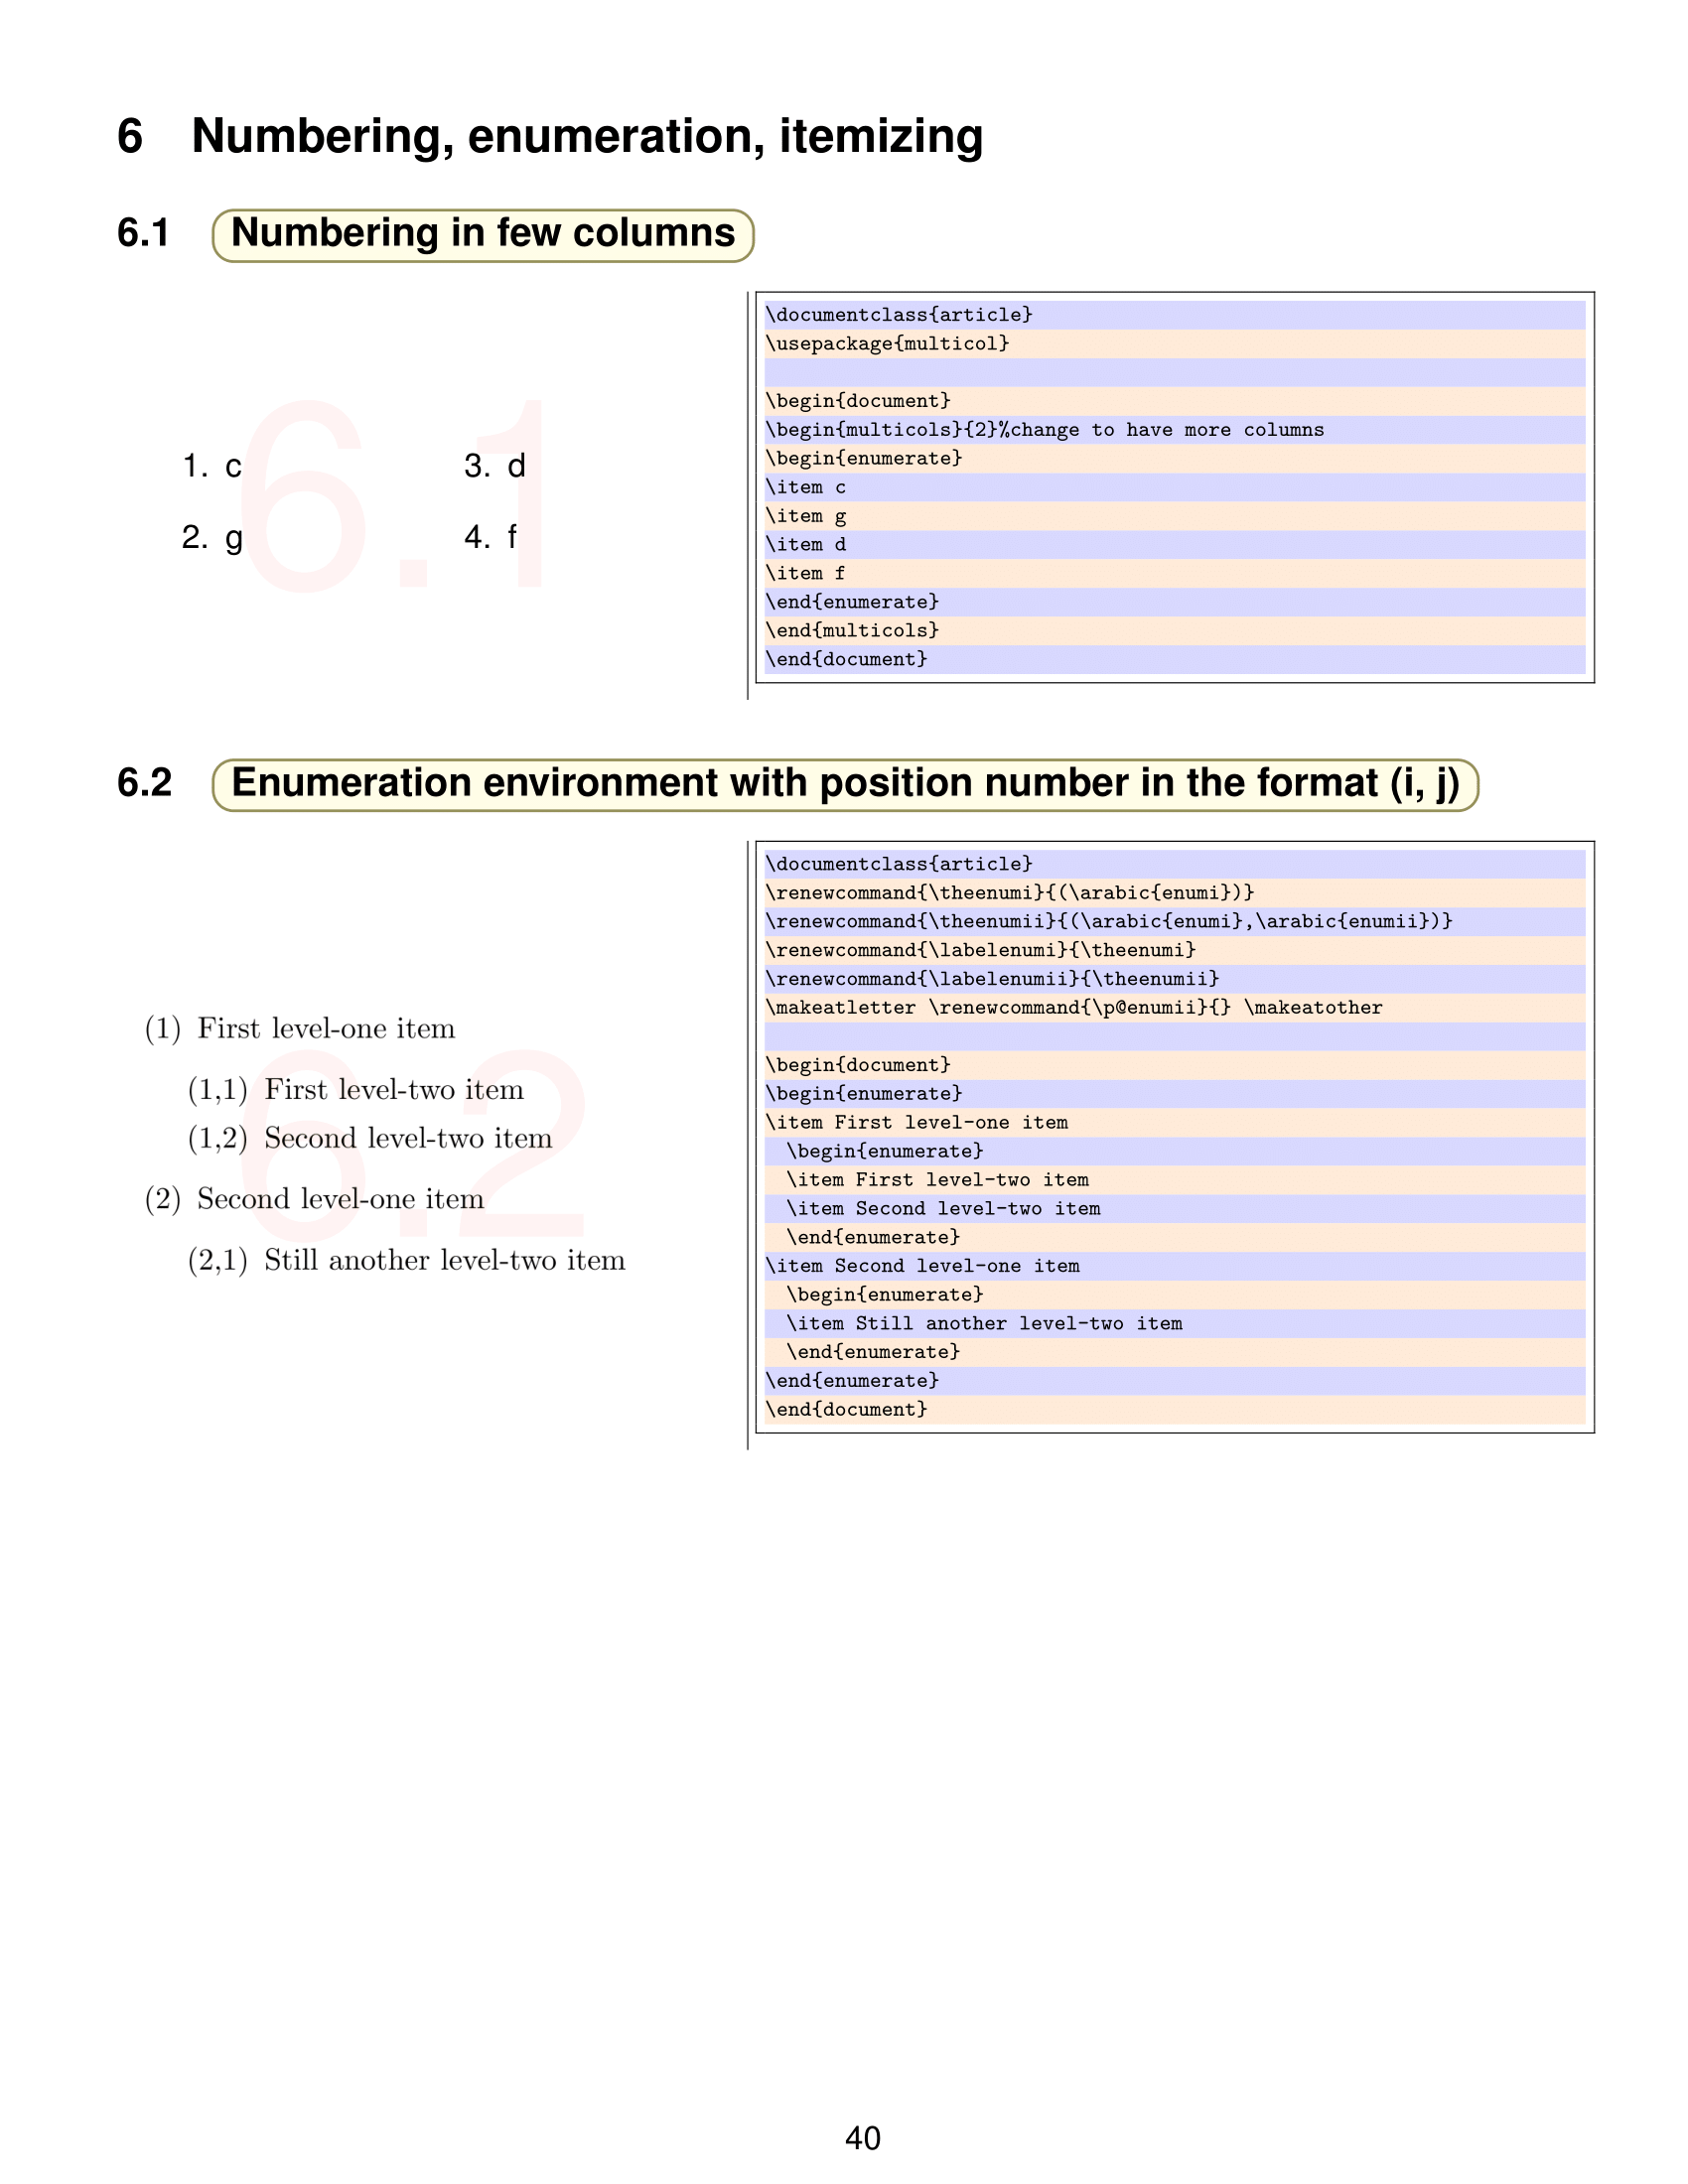 6 Numbering, enumeration, itemizing
6.1 Numbering in few columns
6.1
1. c
2. g
3. d
4. f
\documentclass{article}
\usepackage{multicol}
\begin{document}
\begin{multicols}{2}%change to have more columns
\begin{enumerate}
\item c
\item g
\item d
\item f
\end{enumerate}
\end{multicols}
\end{document}
6.2 Enumeration environment with position number in the format (i, j)
6.2
(1) First level-one item
(1,1) First level-two item
(1,2) Second level-two item
(2) Second level-one item
(2,1) Still another level-two item
\documentclass{article}
\renewcommand{\theenumi}{(\arabic{enumi})}
\renewcommand{\theenumii}{(\arabic{enumi},\arabic{enumii})}
\renewcommand{\labelenumi}{\theenumi}
\renewcommand{\labelenumii}{\theenumii}
\makeatletter \renewcommand{\p@enumii}{} \makeatother
\begin{document}
\begin{enumerate}
\item First level-one item
  \begin{enumerate}
  \item First level-two item
  \item Second level-two item
  \end{enumerate}
\item Second level-one item
  \begin{enumerate}
  \item Still another level-two item
  \end{enumerate}
\end{enumerate}
\end{document}
40